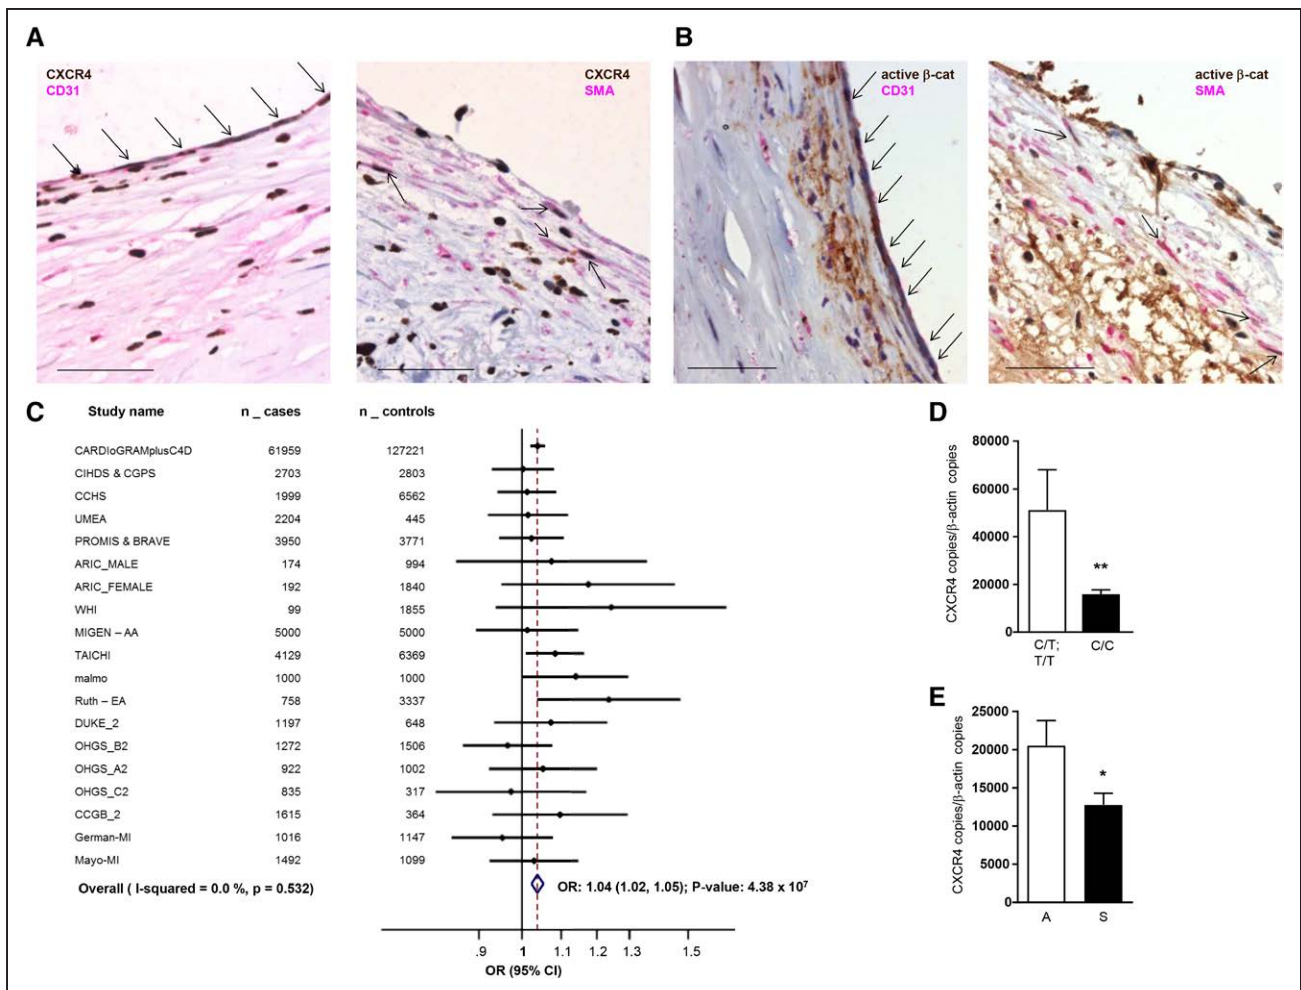 A
B
CXCR4
CD31
CXCR4
SMA
active β-cat
CD31
active β-cat
SMA
C
Study name n _ cases n _ controls
CARDIoGRAMplusC4D 61959 127221
CIHDS & CGPS 2703 2803
CCHS 1999 6562
UMEA 2204 445
PROMIS & BRAVE 3950 3771
ARIC_MALE 174 994
ARIC_FEMALE 192 1840
WHI 99 1855
MIGEN – AA 5000 5000
TAICHI 4129 6369
malmo 1000 1000
Ruth – EA 758 3337
DUKE_2 1197 648
OHGS_B2 1272 1506
OHGS_A2 922 1002
OHGS_C2 835 317
CCGB_2 1615 364
German-MI 1016 1147
Mayo-MI 1492 1099
Overall ( I-squared = 0.0 %, p = 0.532) OR: 1.04 (1.02, 1.05); P-value: 4.38 x 10⁷
.9 1 1.1 1.2 1.3 1.5
OR (95% CI)
D
CXCR4 copies/β-actin copies
80000
60000
40000
20000
0
**
C/T;
T/T
C/C
E
CXCR4 copies/β-actin copies
25000
20000
15000
10000
5000
0
*
A S